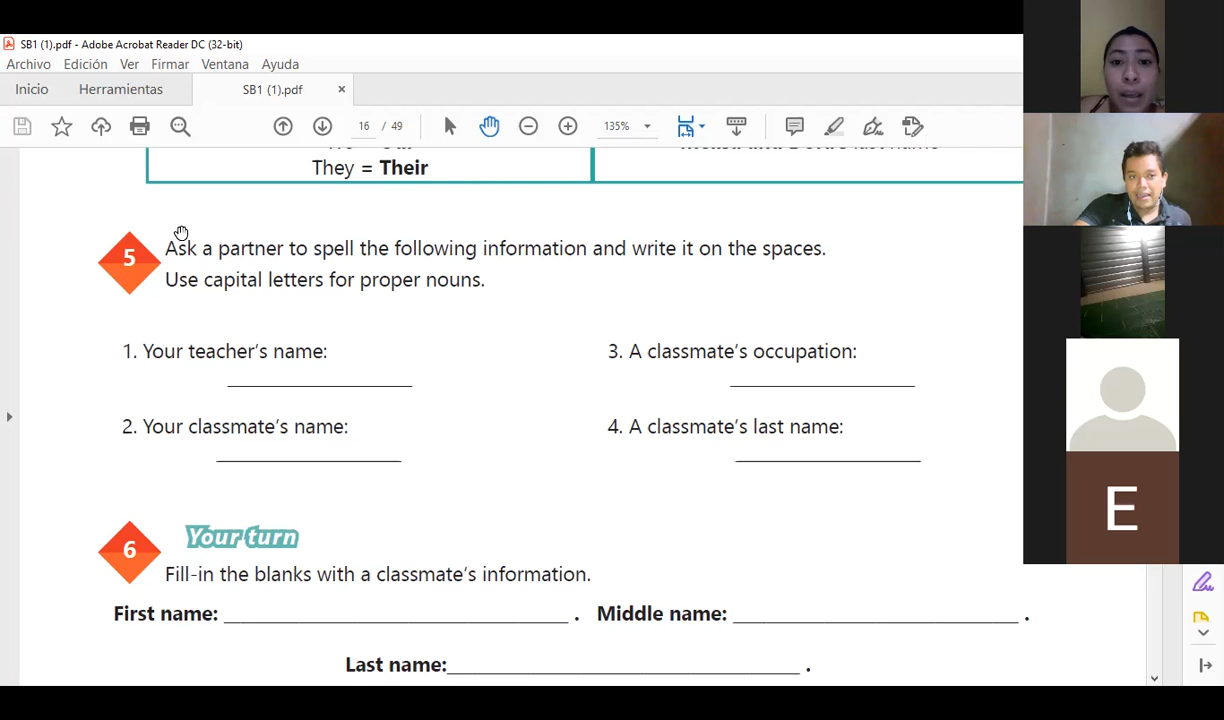 SB1 (1).pdf - Adobe Acrobat Reader DC (32-bit)
Archivo Edición Ver Firmar Ventana Ayuda
Inicio Herramientas SB1 (1).pdf ×
16 / 49 135%
They = Their
5 Ask a partner to spell the following information and write it on the spaces.
Use capital letters for proper nouns.
1. Your teacher's name:
3. A classmate's occupation:
2. Your classmate's name:
4. A classmate's last name:
6 Your turn
Fill-in the blanks with a classmate's information.
First name: . Middle name: .
Last name: .
E